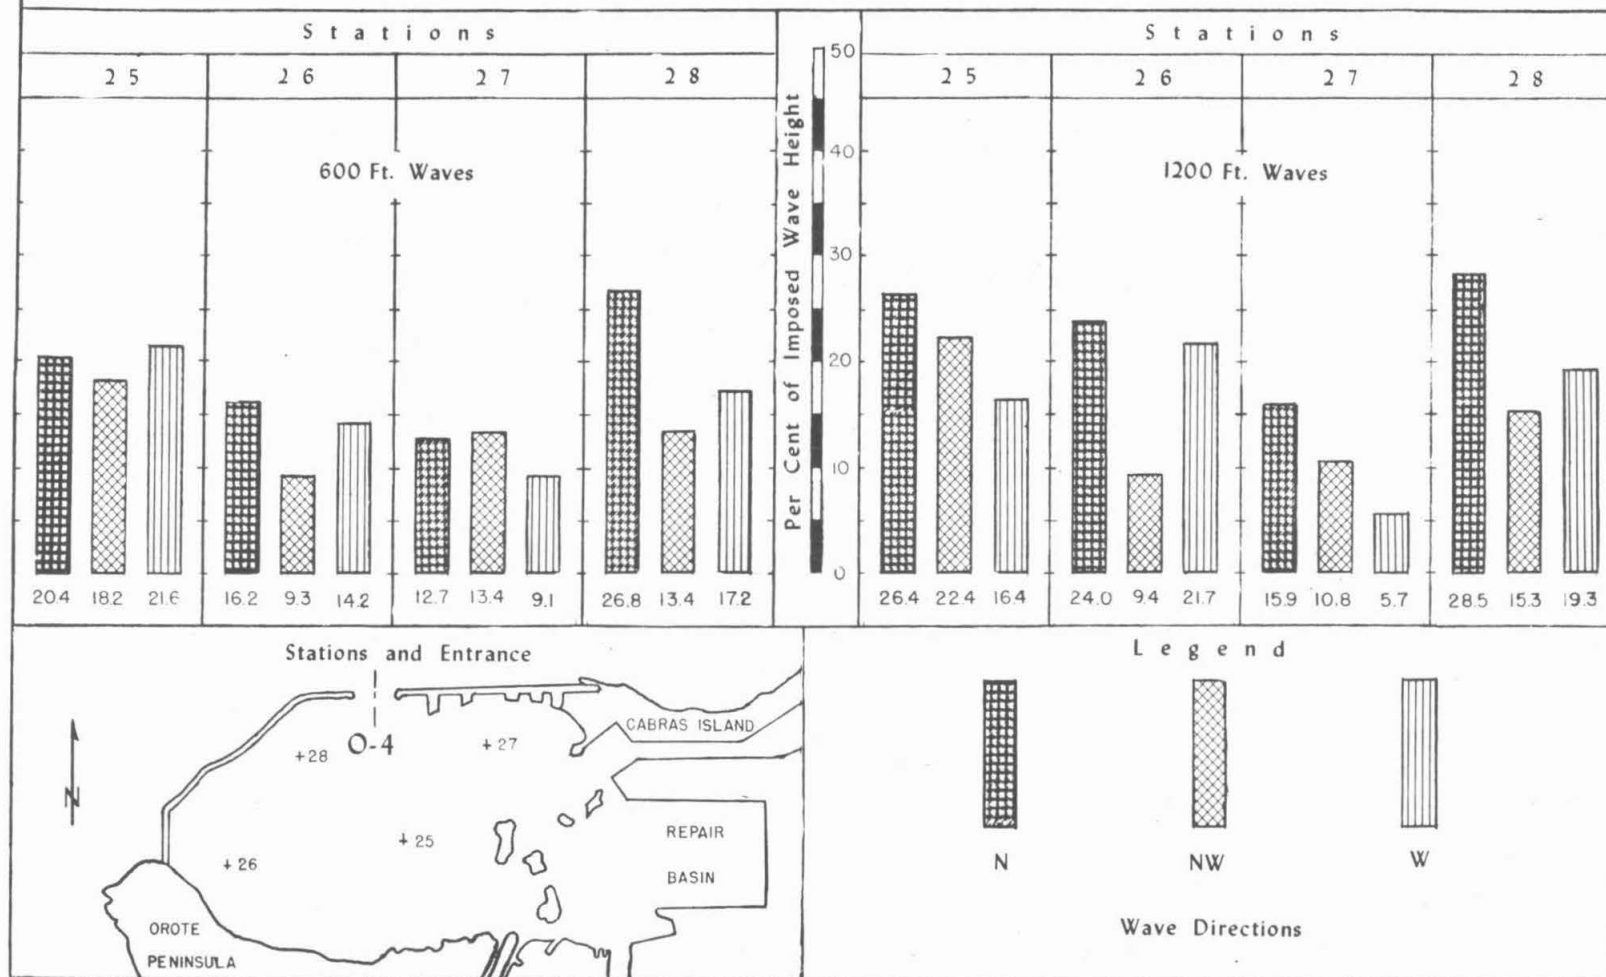 Stations
25 26 27 28
600 Ft. Waves
20.4 18.2 21.6 16.2 9.3 14.2 12.7 13.4 9.1 26.8 13.4 17.2
Per Cent of Imposed Wave Height
50
40
30
20
10
0
Stations
25 26 27 28
1200 Ft. Waves
26.4 22.4 16.4 24.0 9.4 21.7 15.9 10.8 5.7 28.5 15.3 19.3
Stations and Entrance
CABRAS ISLAND
O-4
+27
+28
N
+25
+26
REPAIR
BASIN
OROTE
PENINSULA
Legend
N NW W
Wave Directions